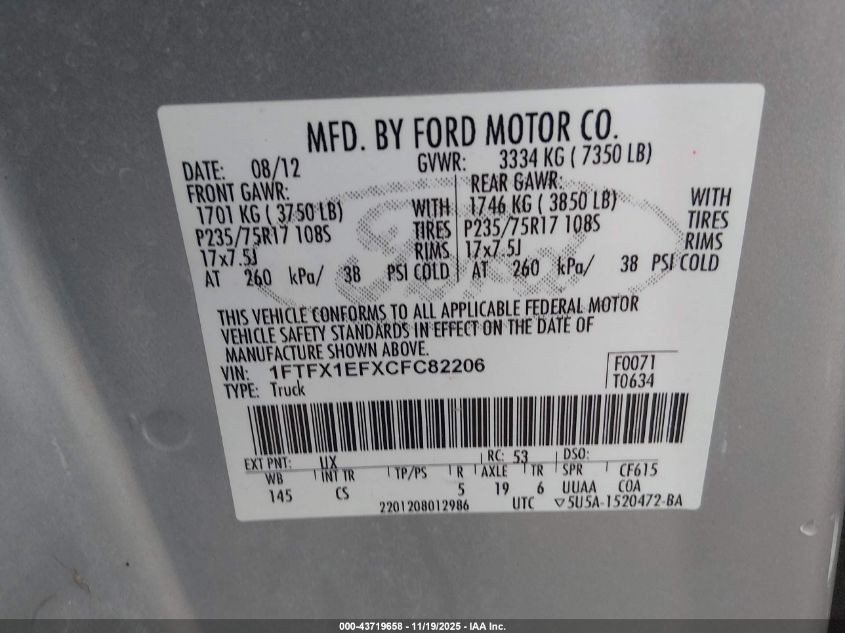 MFD. BY FORD MOTOR CO.
DATE: 08/12 GVWR: 3334 KG ( 7350 LB)
FRONT GAWR: REAR GAWR:
1701 KG ( 3750 LB) WITH 1746 KG ( 3850 LB) WITH
P235/75R17 108S TIRES P235/75R17 108S TIRES
17x7.5J RIMS 17x7.5J RIMS
AT 260 kPa/ 38 PSI COLD AT 260 kPa/ 38 PSI COLD
Ford
THIS VEHICLE CONFORMS TO ALL APPLICABLE FEDERAL MOTOR
VEHICLE SAFETY STANDARDS IN EFFECT ON THE DATE OF
MANUFACTURE SHOWN ABOVE.
VIN: 1FTFX1EFXCFC82206 F0071
TYPE: Truck T0634
EXT PNT: UX RC: 53 DSO:
WB INT TR TP/PS R AXLE TR SPR CF615
145 CS 5 19 6 UUAA COA
2201208012986 UTC ▽5U5A-1520472-BA
000-43719658 - 11/19/2025 - IAA Inc.